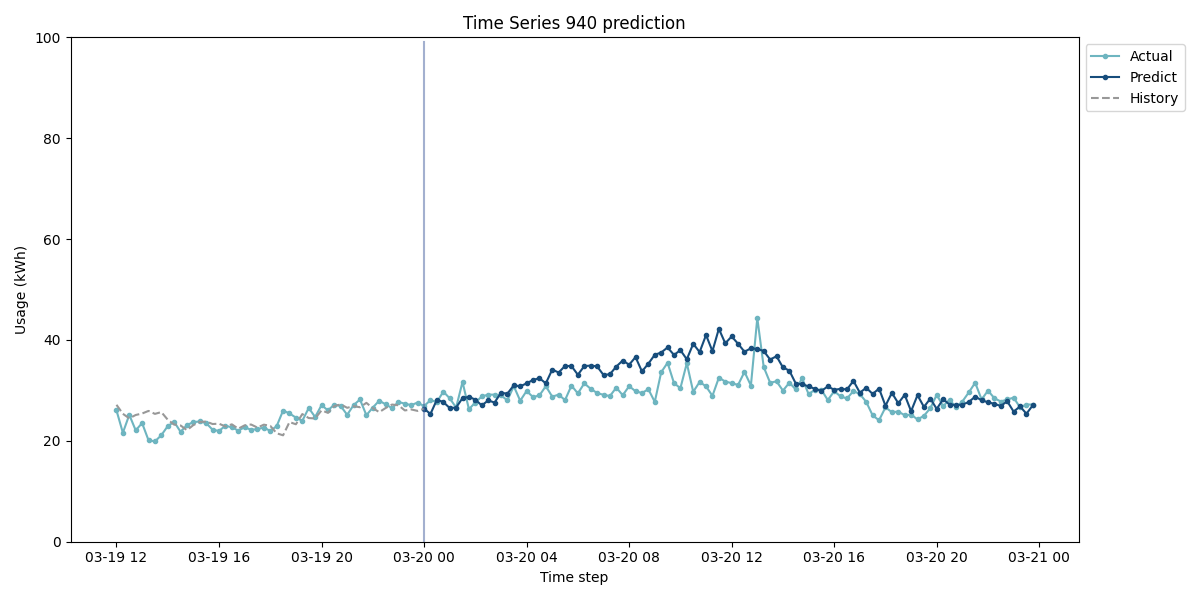 Time Series 940 prediction
100
80
60
40
20
0
Usage (kWh)
03-19 12
03-19 16
03-19 20
03-20 00
03-20 04
03-20 08
03-20 12
03-20 16
03-20 20
03-21 00
Time step
Actual
Predict
History